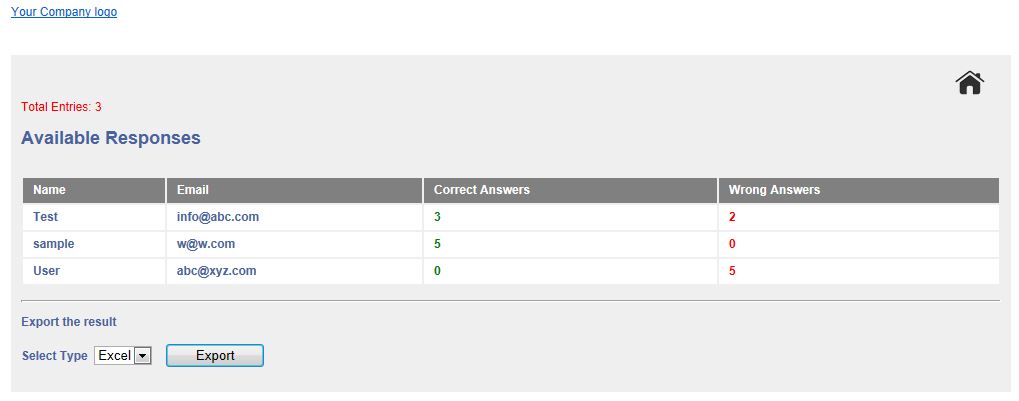 Your Company logo
Total Entries: 3
Available Responses
Name Email Correct Answers Wrong Answers
Test info@abc.com 3 2
sample w@w.com 5 0
User abc@xyz.com 0 5
Export the result
Select Type Excel Export